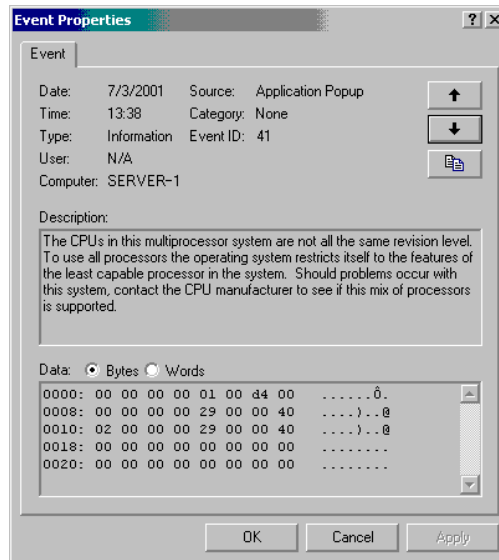 Event Properties
Event
Date: 7/3/2001 Source: Application Popup
Time: 13:38 Category: None
Type: Information Event ID: 41
User: N/A
Computer: SERVER-1
Description:
The CPUs in this multiprocessor system are not all the same revision level.
To use all processors the operating system restricts itself to the features of
the least capable processor in the system. Should problems occur with
this system, contact the CPU manufacturer to see if this mix of processors
is supported.
Data: Bytes Words
0000: 00 00 00 00 01 00 d4 00 ......Ô.
0008: 00 00 00 00 29 00 00 40 ....)..@
0010: 02 00 00 00 29 00 00 40 ....)..@
0018: 00 00 00 00 00 00 00 00 ........
0020: 00 00 00 00 00 00 00 00 ........
OK Cancel Apply